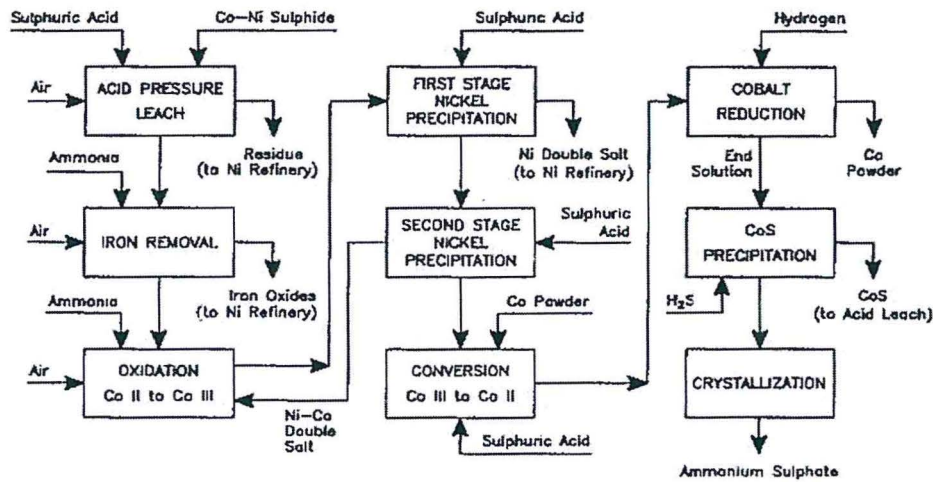 Sulphuric Acid
Co-Ni Sulphide
Air
ACID PRESSURE
LEACH
Residue
(to Ni Refinery)
Ammonia
Air
IRON REMOVAL
Iron Oxides
(to Ni Refinery)
Ammonia
Air
OXIDATION
Co II to Co III
Ni-Co
Double
Salt
Sulphuric Acid
FIRST STAGE
NICKEL
PRECIPITATION
Ni Double Salt
(to Ni Refinery)
SECOND STAGE
NICKEL
PRECIPITATION
Sulphuric
Acid
Co Powder
CONVERSION
Co III to Co II
Sulphuric Acid
Hydrogen
COBALT
REDUCTION
Co
Powder
End
Solution
CoS
PRECIPITATION
H₂S
CoS
(to Acid Leach)
CRYSTALLIZATION
Ammonium Sulphate